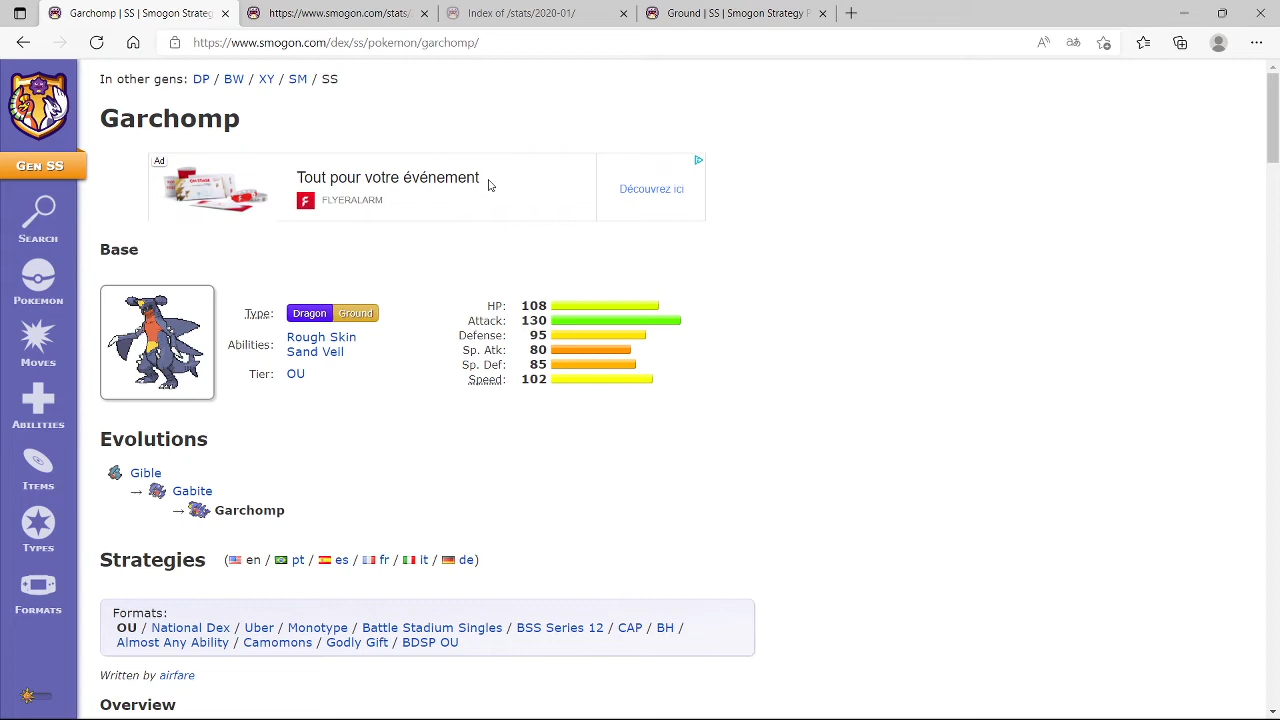 Garchomp | SS | Smogon Strateg
https://www.smogon.com/stats/
Index of /stats/2020-01/
Ground | SS | Smogon Strategy P
https://www.smogon.com/dex/ss/pokemon/garchomp/
In other gens: DP / BW / XY / SM / SS
Garchomp
GEN SS
SEARCH
POKEMON
MOVES
ABILITIES
ITEMS
TYPES
FORMATS
Ad
Tout pour votre événement
FLYERALARM
Découvrez ici
Base
Type: Dragon Ground
Abilities: Rough Skin
Sand Veil
Tier: OU
HP: 108
Attack: 130
Defense: 95
Sp. Atk: 80
Sp. Def: 85
Speed: 102
Evolutions
Gible
→ Gabite
→ Garchomp
Strategies (en / pt / es / fr / it / de)
Formats:
OU / National Dex / Uber / Monotype / Battle Stadium Singles / BSS Series 12 / CAP / BH /
Almost Any Ability / Camomons / Godly Gift / BDSP OU
Written by airfare
Overview